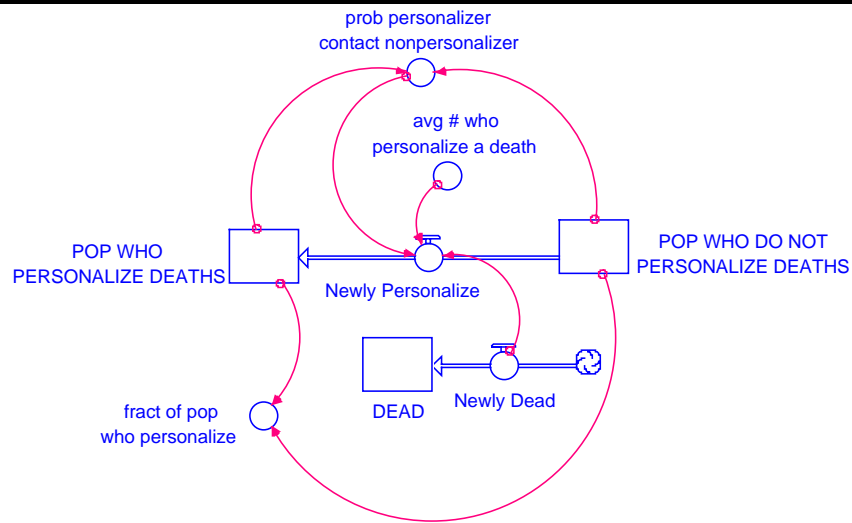 prob personalizer
contact nonpersonalizer
avg # who
personalize a death
POP WHO
PERSONALIZE DEATHS
POP WHO DO NOT
PERSONALIZE DEATHS
Newly Personalize
DEAD
Newly Dead
fract of pop
who personalize